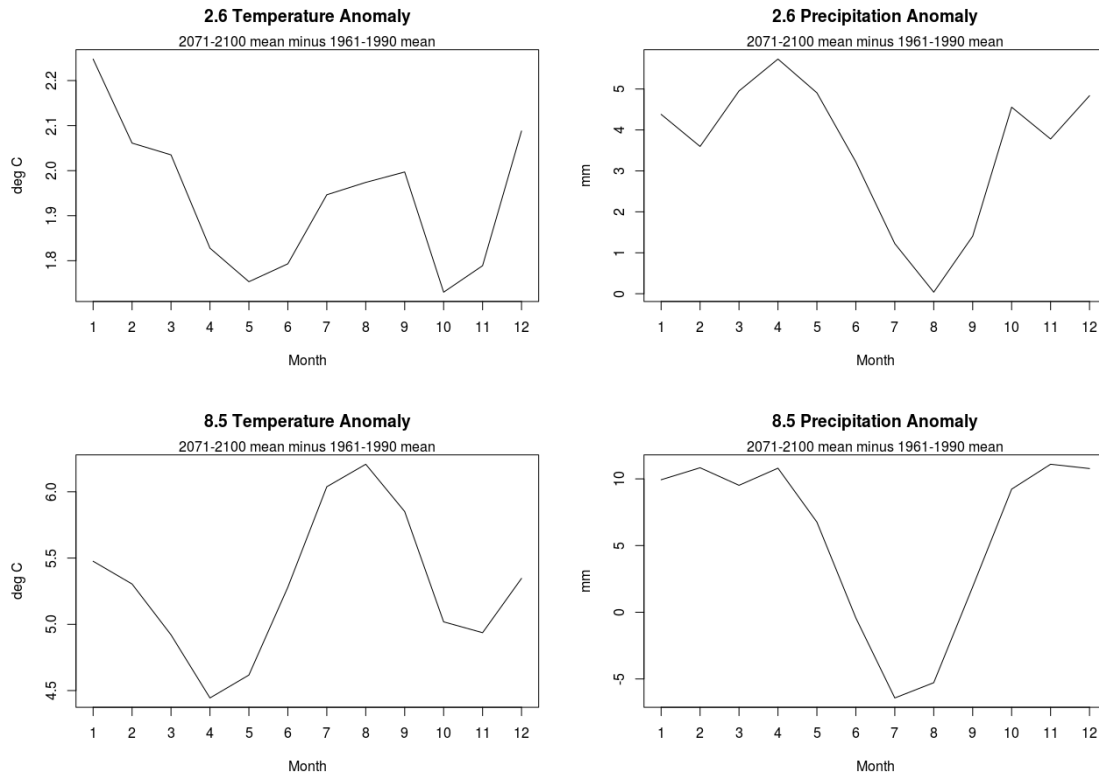 2.6 Temperature Anomaly
2071-2100 mean minus 1961-1990 mean
deg C
2.2
2.1
2.0
1.9
1.8
1 2 3 4 5 6 7 8 9 10 11 12
Month
2.6 Precipitation Anomaly
2071-2100 mean minus 1961-1990 mean
mm
5
4
3
2
1
0
1 2 3 4 5 6 7 8 9 10 11 12
Month
8.5 Temperature Anomaly
2071-2100 mean minus 1961-1990 mean
deg C
6.0
5.5
5.0
4.5
1 2 3 4 5 6 7 8 9 10 11 12
Month
8.5 Precipitation Anomaly
2071-2100 mean minus 1961-1990 mean
mm
10
5
0
-5
1 2 3 4 5 6 7 8 9 10 11 12
Month